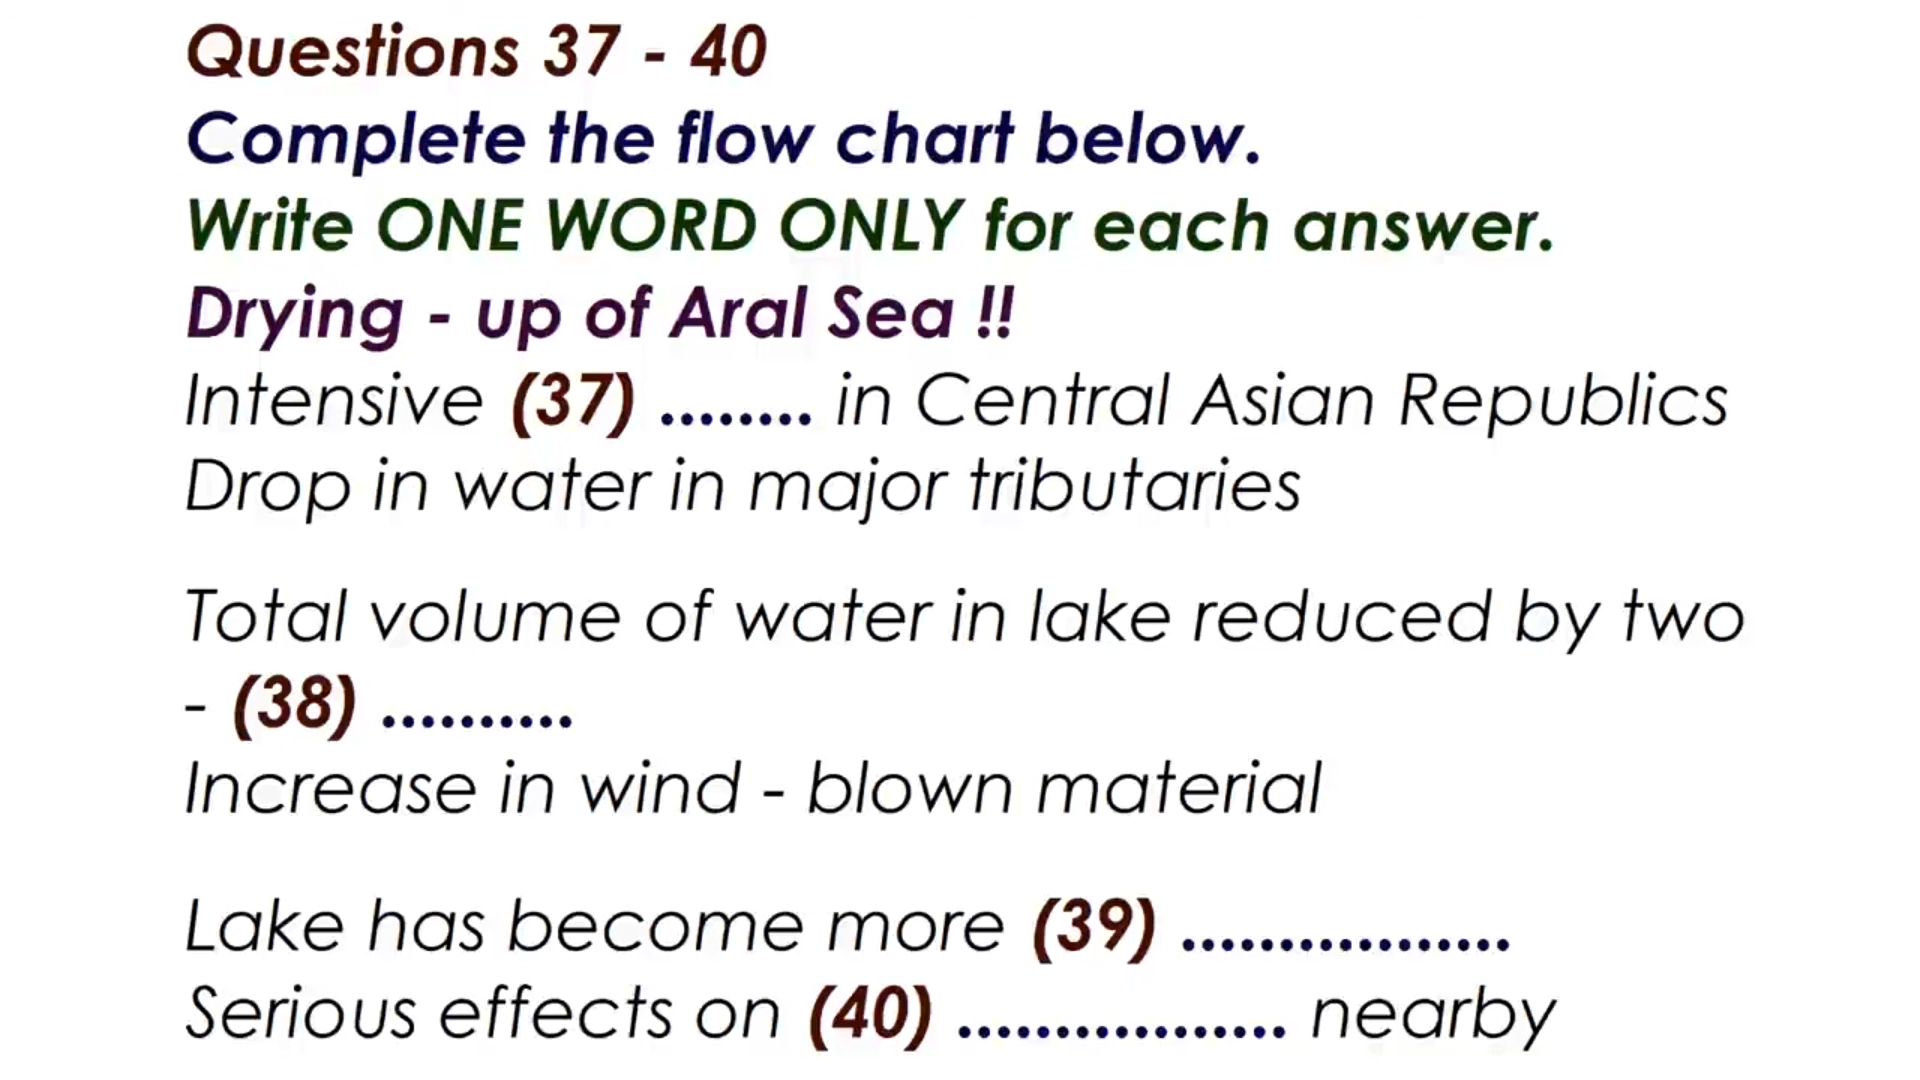 Questions 37 - 40
Complete the flow chart below.
Write ONE WORD ONLY for each answer.
Drying - up of Aral Sea !!
Intensive (37) ........ in Central Asian Republics
Drop in water in major tributaries
Total volume of water in lake reduced by two
- (38) ..........
Increase in wind - blown material
Lake has become more (39) .................
Serious effects on (40) ................. nearby